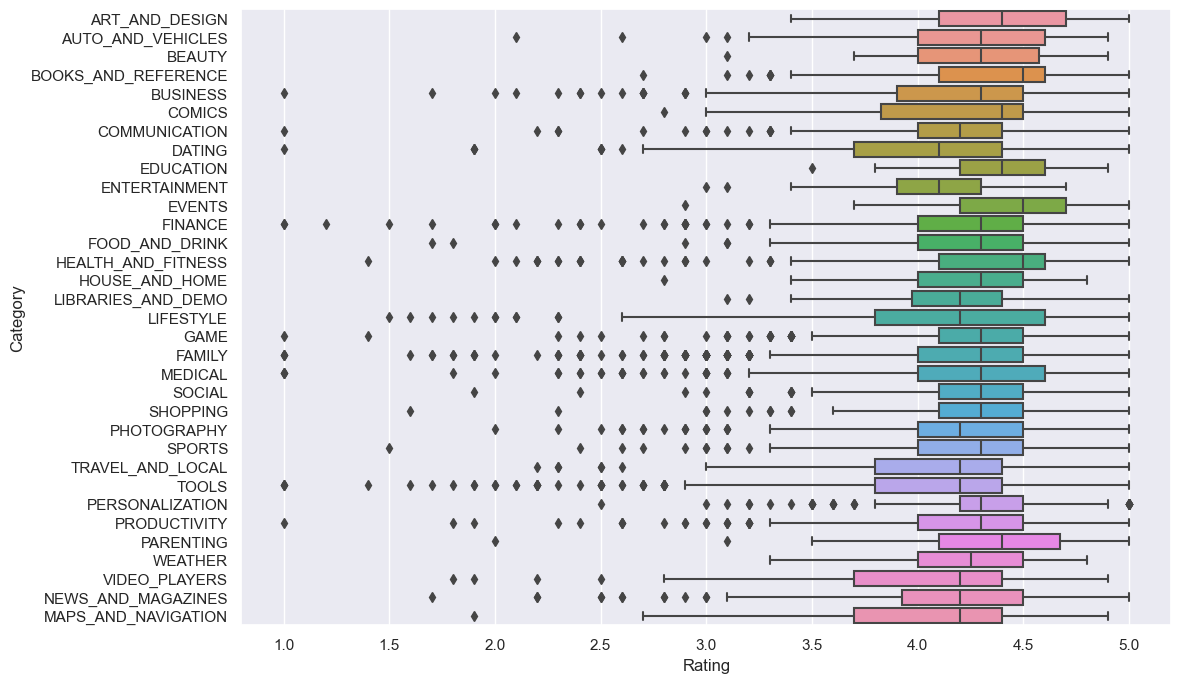 ART_AND_DESIGN
AUTO_AND_VEHICLES
BEAUTY
BOOKS_AND_REFERENCE
BUSINESS
COMICS
COMMUNICATION
DATING
EDUCATION
ENTERTAINMENT
EVENTS
FINANCE
FOOD_AND_DRINK
HEALTH_AND_FITNESS
HOUSE_AND_HOME
LIBRARIES_AND_DEMO
LIFESTYLE
GAME
FAMILY
MEDICAL
SOCIAL
SHOPPING
PHOTOGRAPHY
SPORTS
TRAVEL_AND_LOCAL
TOOLS
PERSONALIZATION
PRODUCTIVITY
PARENTING
WEATHER
VIDEO_PLAYERS
NEWS_AND_MAGAZINES
MAPS_AND_NAVIGATION
Category
1.0 1.5 2.0 2.5 3.0 3.5 4.0 4.5 5.0
Rating